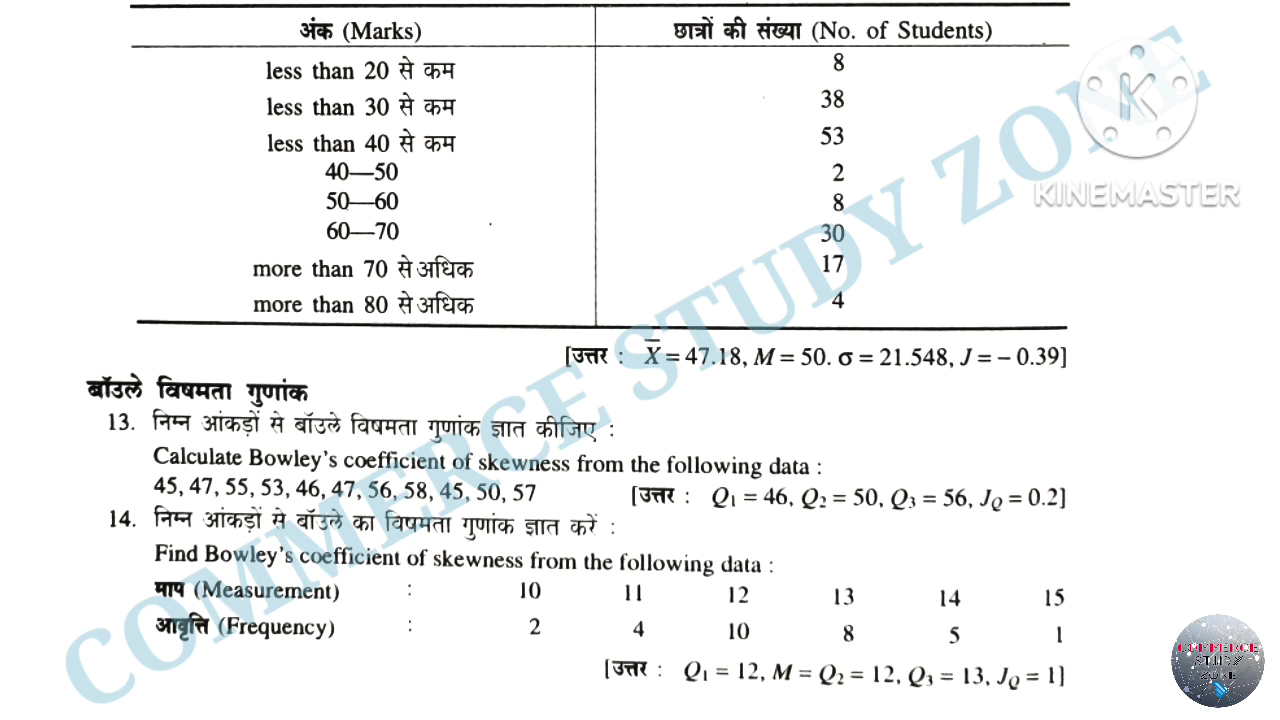 अंक (Marks) छात्रों की संख्या (No. of Students)
less than 20 से कम 8
less than 30 से कम 38
less than 40 से कम 53
40—50 2
50—60 8
60—70 30
more than 70 से अधिक 17
more than 80 से अधिक 4
[उत्तर : X̅ = 47.18, M = 50. σ = 21.548, J = – 0.39]
बॉउले विषमता गुणांक
13. निम्न आंकड़ों से बॉउले विषमता गुणांक ज्ञात कीजिए :
Calculate Bowley's coefficient of skewness from the following data :
45, 47, 55, 53, 46, 47, 56, 58, 45, 50, 57 [उत्तर : Q₁ = 46, Q₂ = 50, Q₃ = 56, J_Q = 0.2]
14. निम्न आंकड़ों से बॉउले का विषमता गुणांक ज्ञात करें :
Find Bowley's coefficient of skewness from the following data :
माप (Measurement) : 10 11 12 13 14 15
आवृत्ति (Frequency) : 2 4 10 8 5 1
[उत्तर : Q₁ = 12, M = Q₂ = 12, Q₃ = 13, J_Q = 1]
COMMERCE STUDY ZONE
K
KINEMASTER
COMMERCE
STUDY
ZONE